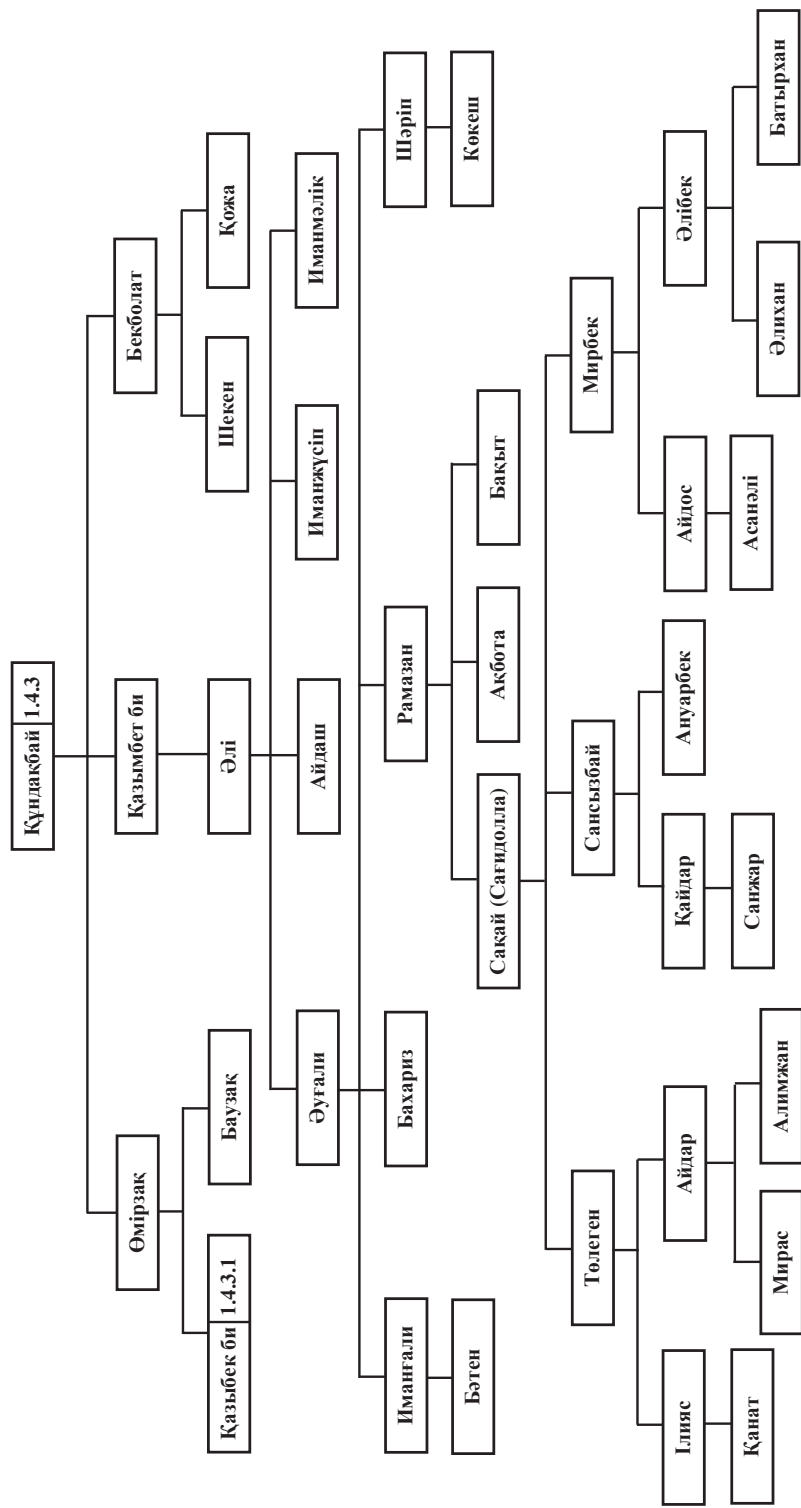 Құндақбай 1.4.3
Өмірзақ
Қазымбет би
Бекболат
Қазыбек би 1.4.3.1
Баузақ
Әлі
Шекен
Қожа
Әуғали
Айдаш
Иманжүсіп
Иманмәлік
Иманғали
Бахариз
Рамазан
Шәріп
Бәтен
Сақай (Сағидолла)
Ақбота
Бақыт
Көкеш
Төлеген
Сансызбай
Мирбек
Ілияс
Айдар
Қайдар
Ануарбек
Айдос
Әлібек
Қанат
Мирас
Алимжан
Санжар
Асанәлі
Әлихан
Батырхан